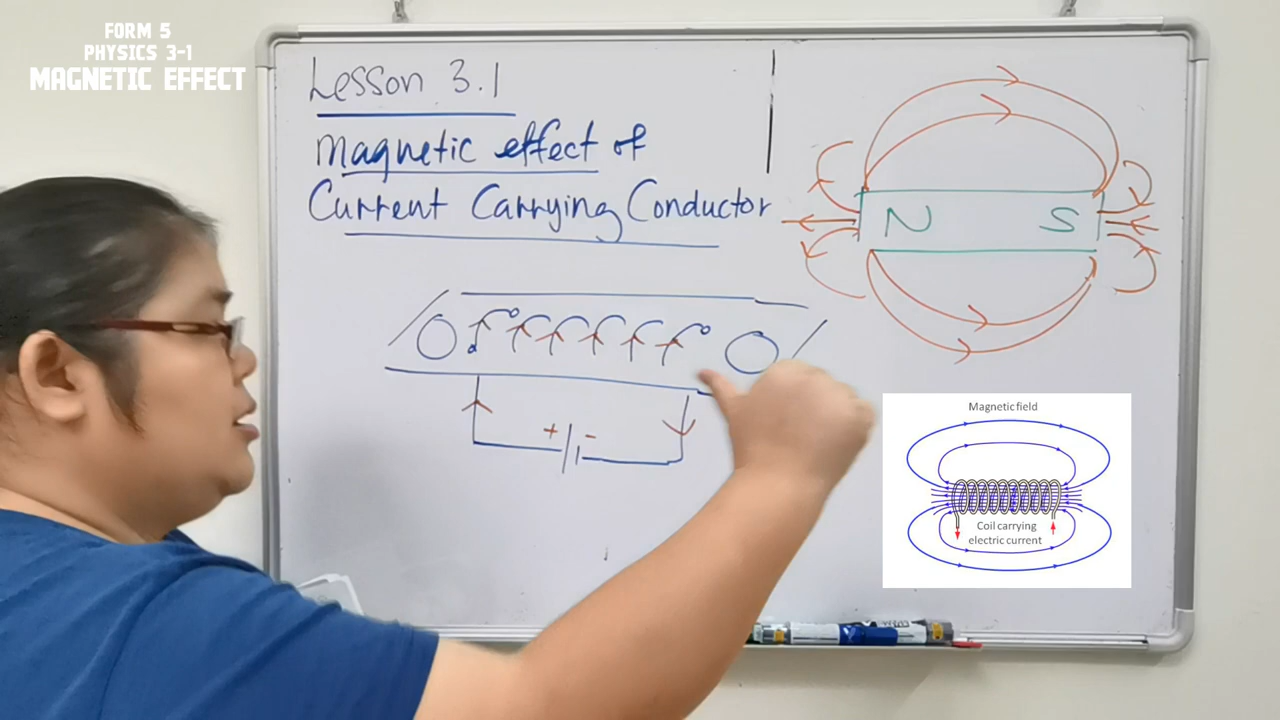 FORM 5
PHYSICS 3-1
MAGNETIC EFFECT
Lesson 3.1
Magnetic effect of
Current Carrying Conductor
N S
+ -
Magnetic field
Coil carrying
electric current